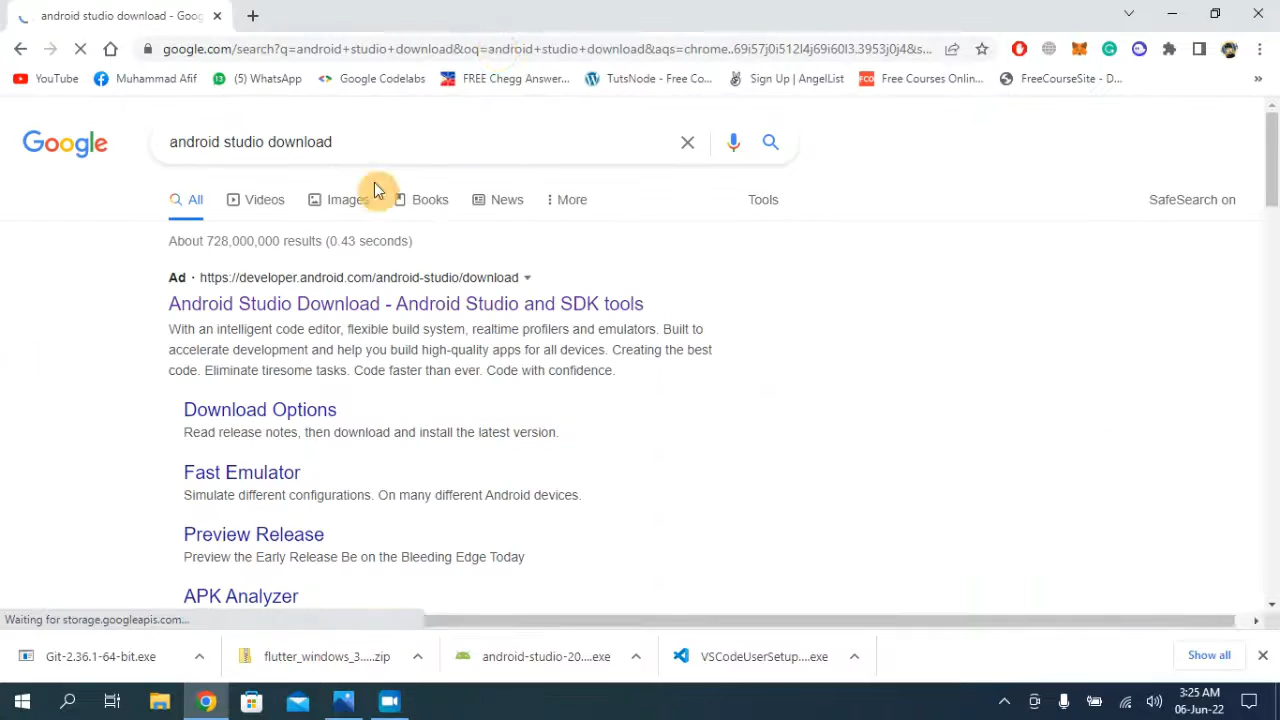 android studio download - Goog
google.com/search?q=android+studio+download&oq=android+studio+download&aqs=chrome..69i57j0i512l4j69i60l3.3953j0j4&s...
YouTube Muhammad Afif (5) WhatsApp Google Codelabs FREE Chegg Answer... TutsNode - Free Co... Sign Up | AngelList FCO Free Courses Onlin... FreeCourseSite - D... »
Google android studio download
All Videos Images Books News More Tools SafeSearch on
About 728,000,000 results (0.43 seconds)
Ad · https://developer.android.com/android-studio/download
Android Studio Download - Android Studio and SDK tools
With an intelligent code editor, flexible build system, realtime profilers and emulators. Built to
accelerate development and help you build high-quality apps for all devices. Creating the best
code. Eliminate tiresome tasks. Code faster than ever. Code with confidence.
Download Options
Read release notes, then download and install the latest version.
Fast Emulator
Simulate different configurations. On many different Android devices.
Preview Release
Preview the Early Release Be on the Bleeding Edge Today
APK Analyzer
Waiting for storage.googleapis.com...
Git-2.36.1-64-bit.exe flutter_windows_3.....zip android-studio-20....exe VSCodeUserSetup....exe Show all
3:25 AM
06-Jun-22